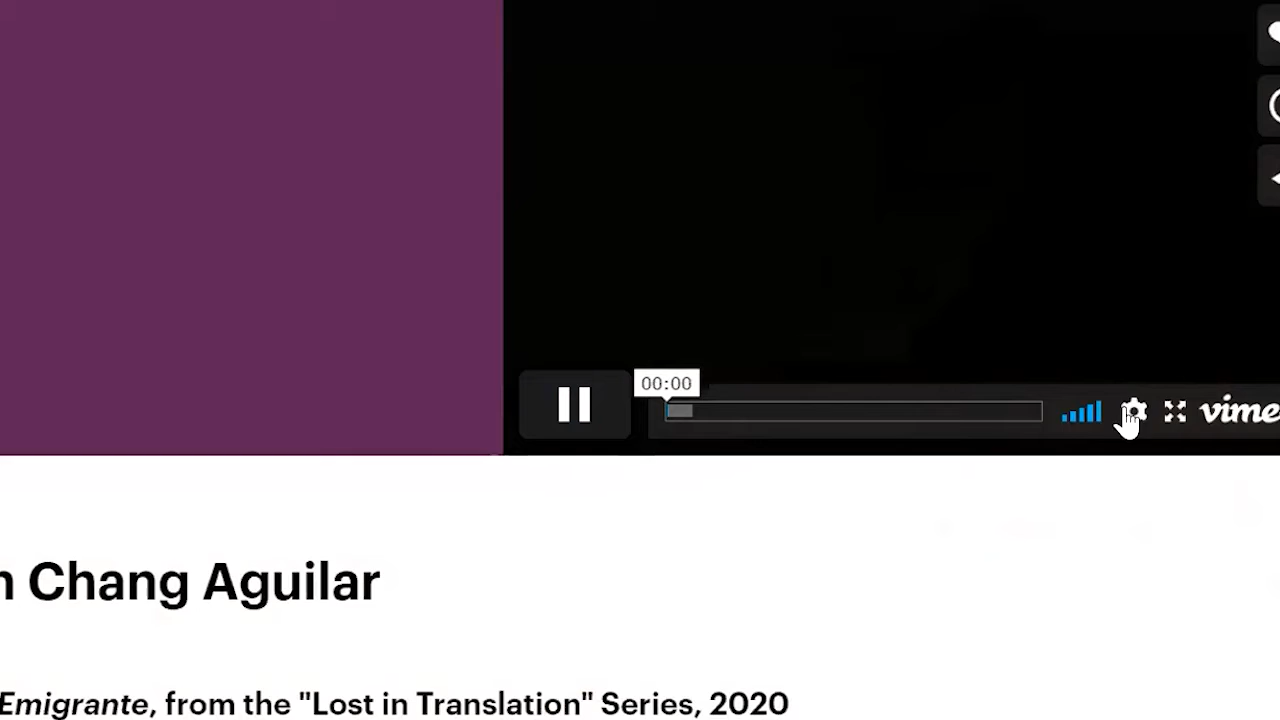 00:00
vime
n Chang Aguilar
Emigrante, from the "Lost in Translation" Series, 2020